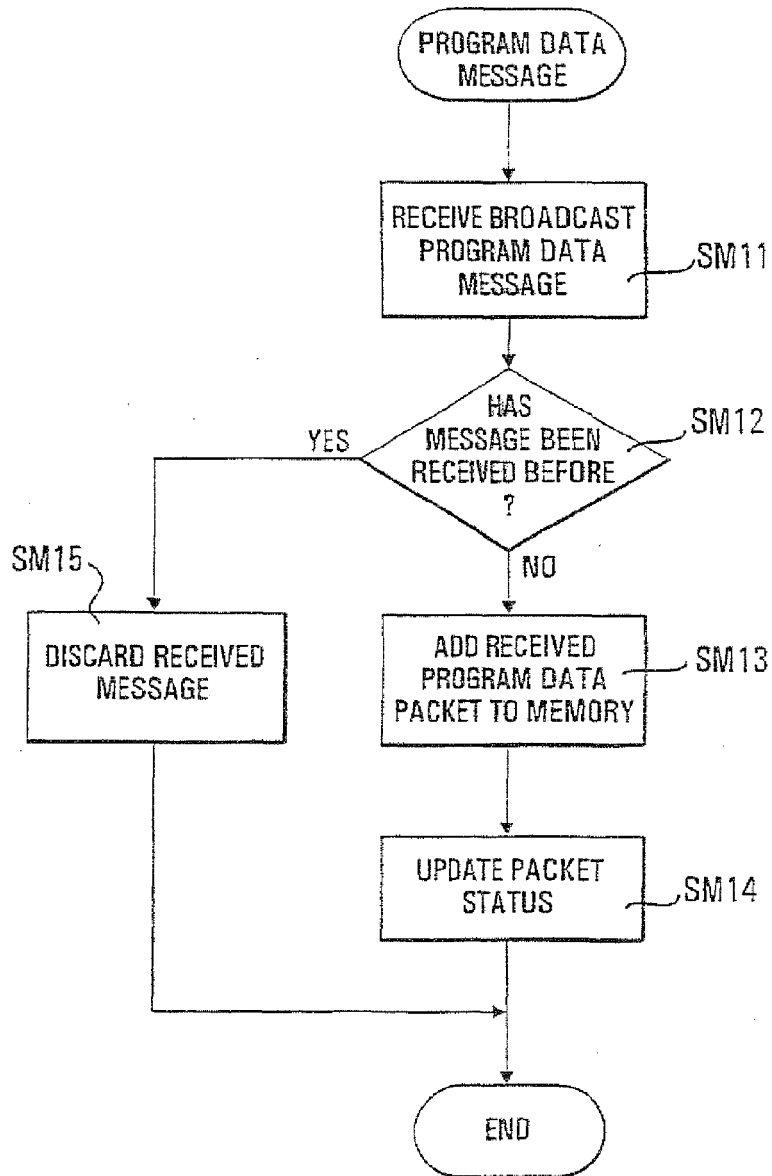 PROGRAM DATA
MESSAGE
RECEIVE BROADCAST
PROGRAM DATA
MESSAGE
SM11
HAS
MESSAGE BEEN
RECEIVED BEFORE
?
SM12
YES
NO
SM15
DISCARD RECEIVED
MESSAGE
ADD RECEIVED
PROGRAM DATA
PACKET TO MEMORY
SM13
UPDATE PACKET
STATUS
SM14
END